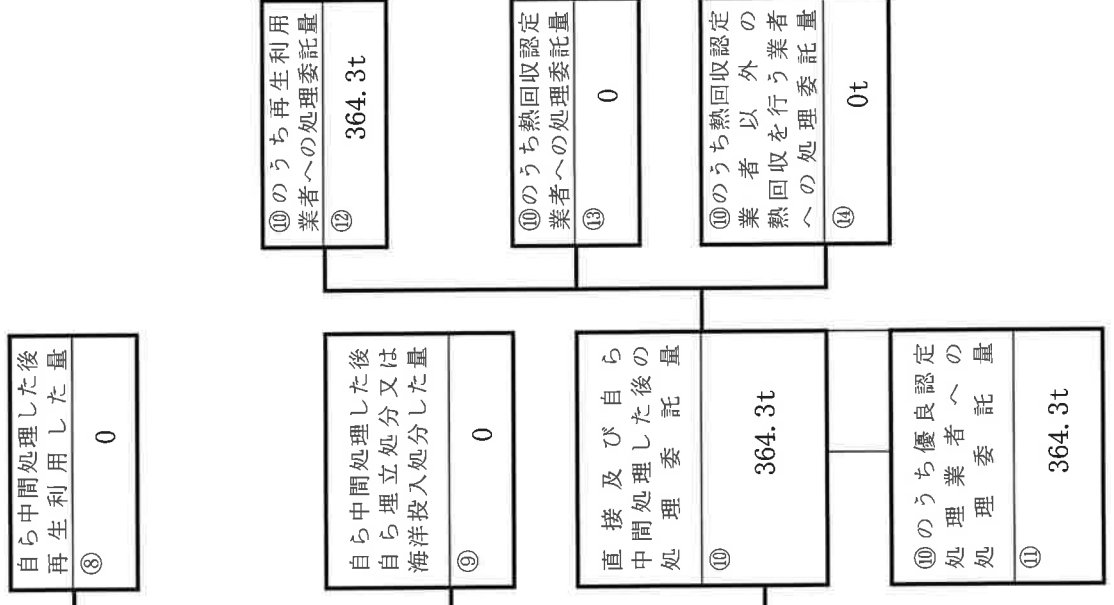 自ら中間処理した後
再生利用した量
⑧
0
自ら中間処理した後
自ら埋立処分又は
海洋投入処分した量
⑨
0
直接及び自ら
中間処理した後の
処理委託量
⑩
364.3t
⑩のうち優良認定
処理業者への
処理委託量
⑪
364.3t
⑩のうち再生利用
業者への処理委託量
⑫
364.3t
⑩のうち熱回収認定
業者への処理委託量
⑬
0
⑩のうち熱回収認定
業者以外の
熱回収を行う業者
への処理委託量
⑭
0t